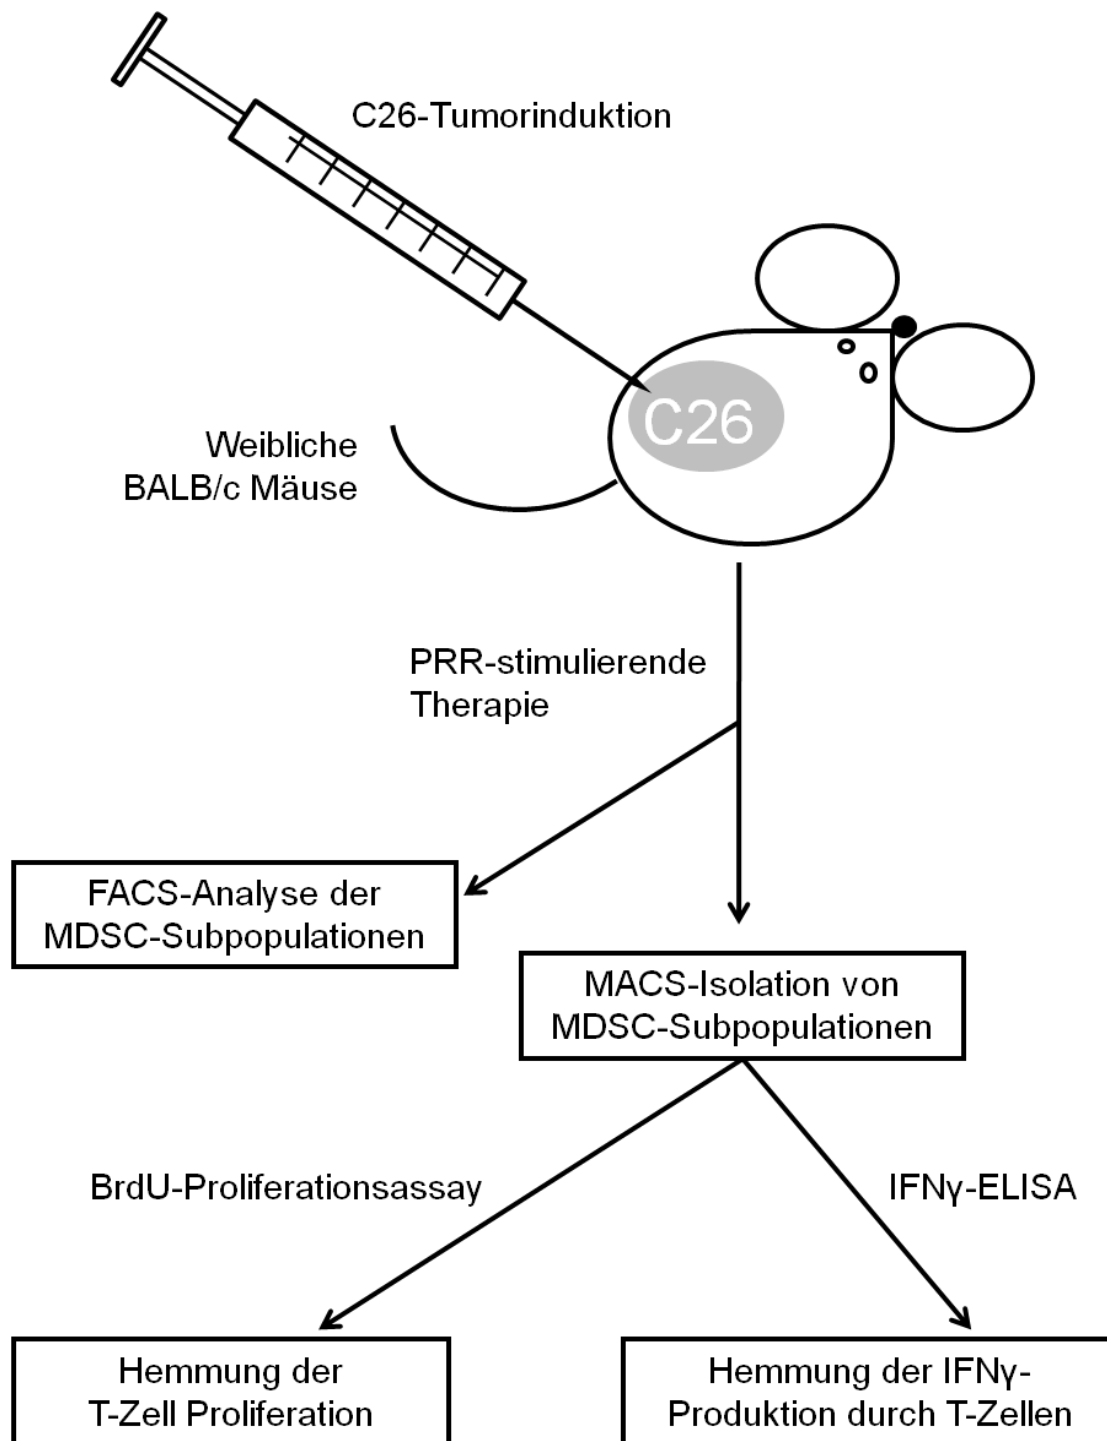 C26-Tumorinduktion
C26
Weibliche
BALB/c Mäuse
PRR-stimulierende
Therapie
FACS-Analyse der
MDSC-Subpopulationen
MACS-Isolation von
MDSC-Subpopulationen
BrdU-Proliferationsassay
IFNγ-ELISA
Hemmung der
T-Zell Proliferation
Hemmung der IFNγ-
Produktion durch T-Zellen